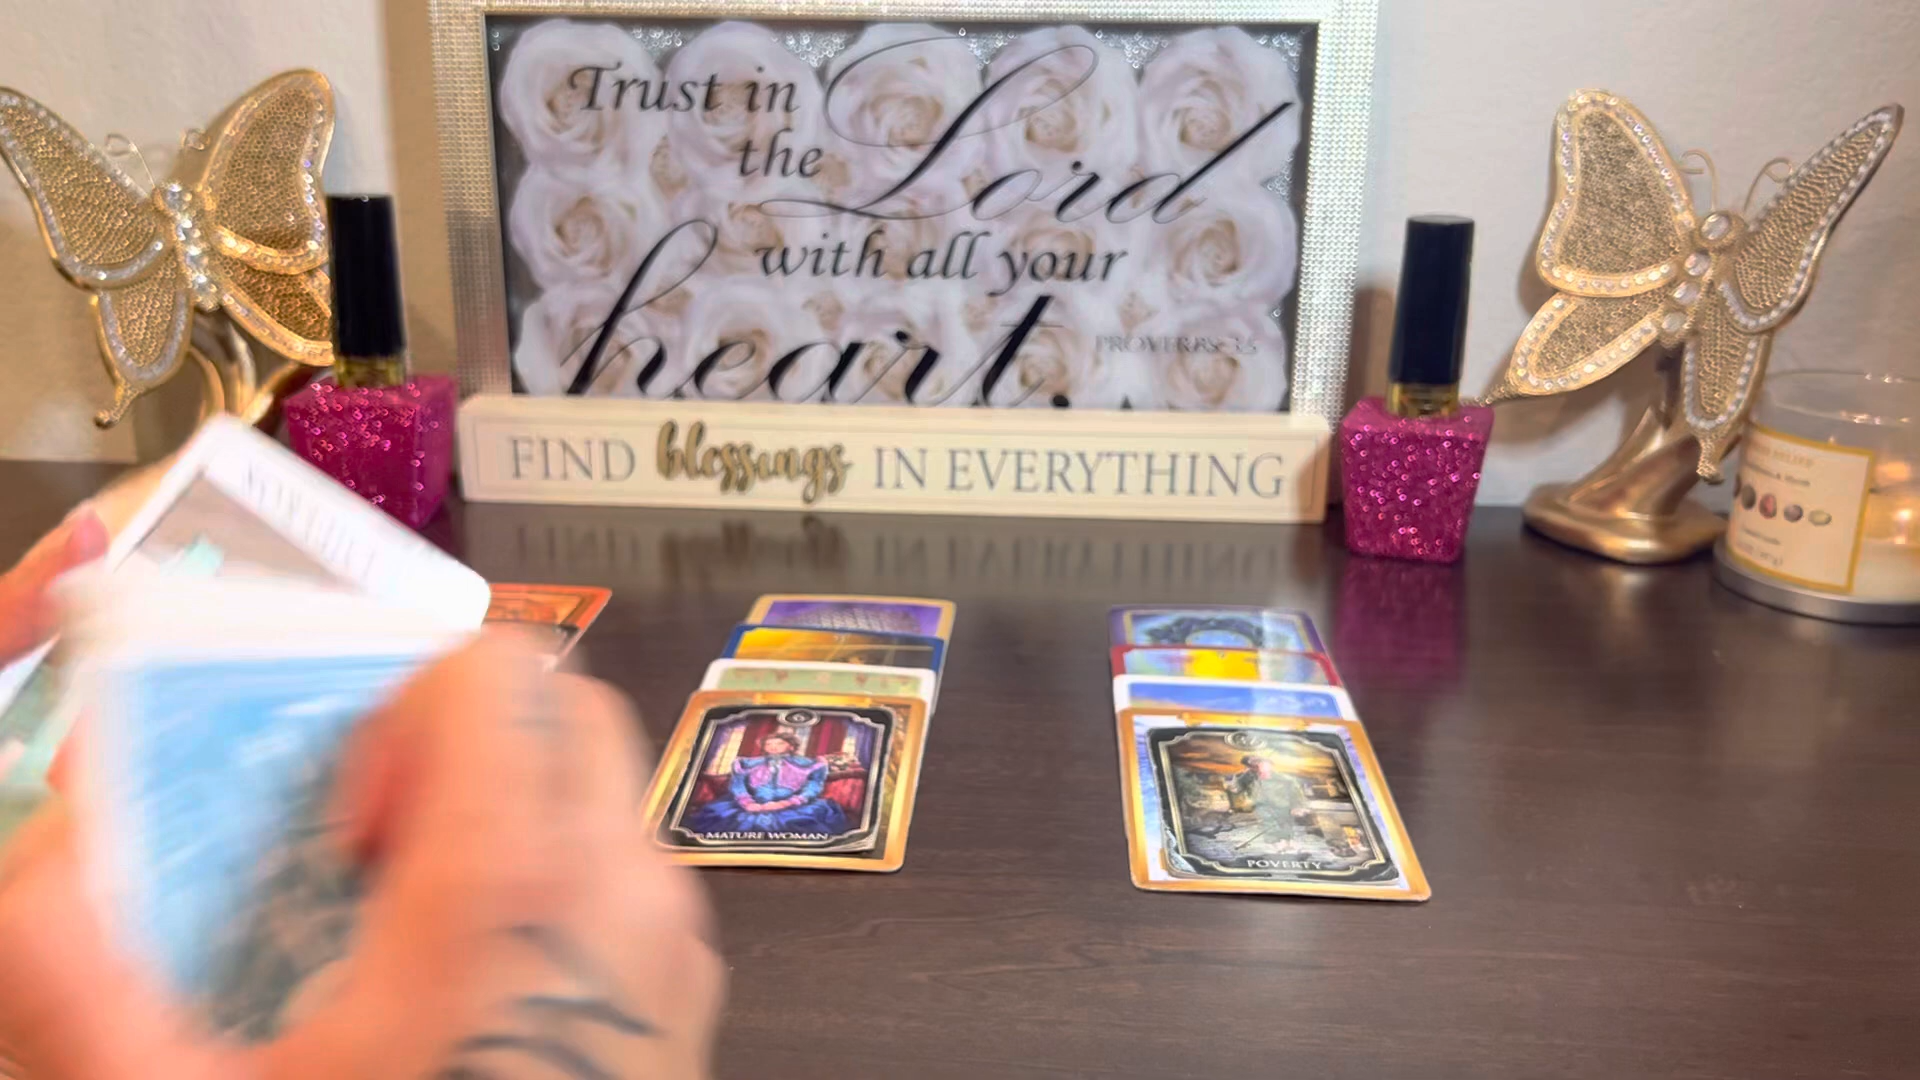 Trust in
the Lord
with all your
heart.
PROVERBS 3:5
FIND blessings IN EVERYTHING
MATURE WOMAN
POVERTY